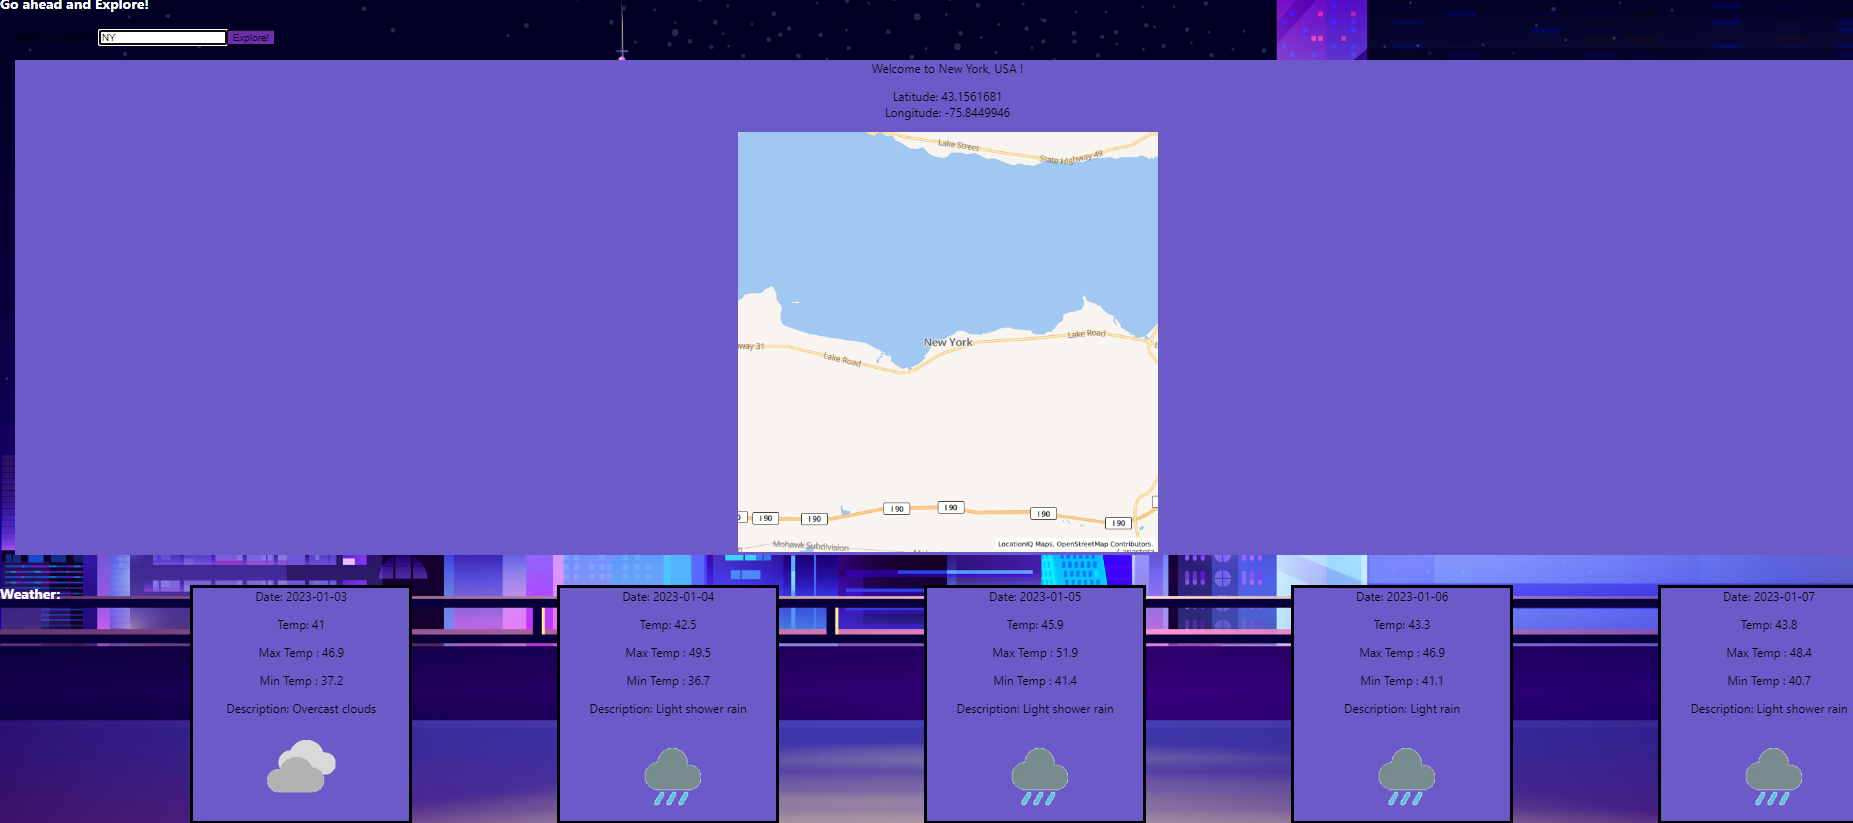 Go ahead and Explore!
NY Explore!
Welcome to New York, USA !
Latitude: 43.1561681
Longitude: -75.8449946
Lake Street
State Highway 49
New York
Lake Road
way 31
Lake Road
I 90 I 90 I 90 I 90 I 90 I 90
LocationIQ Maps, OpenStreetMap Contributors.
Mohawk Subdivision
Weather:
Date: 2023-01-03
Temp: 41
Max Temp : 46.9
Min Temp : 37.2
Description: Overcast clouds
Date: 2023-01-04
Temp: 42.5
Max Temp : 49.5
Min Temp : 36.7
Description: Light shower rain
Date: 2023-01-05
Temp: 45.9
Max Temp : 51.9
Min Temp : 41.4
Description: Light shower rain
Date: 2023-01-06
Temp: 43.3
Max Temp : 46.9
Min Temp : 41.1
Description: Light rain
Date: 2023-01-07
Temp: 43.8
Max Temp : 48.4
Min Temp : 40.7
Description: Light shower rain